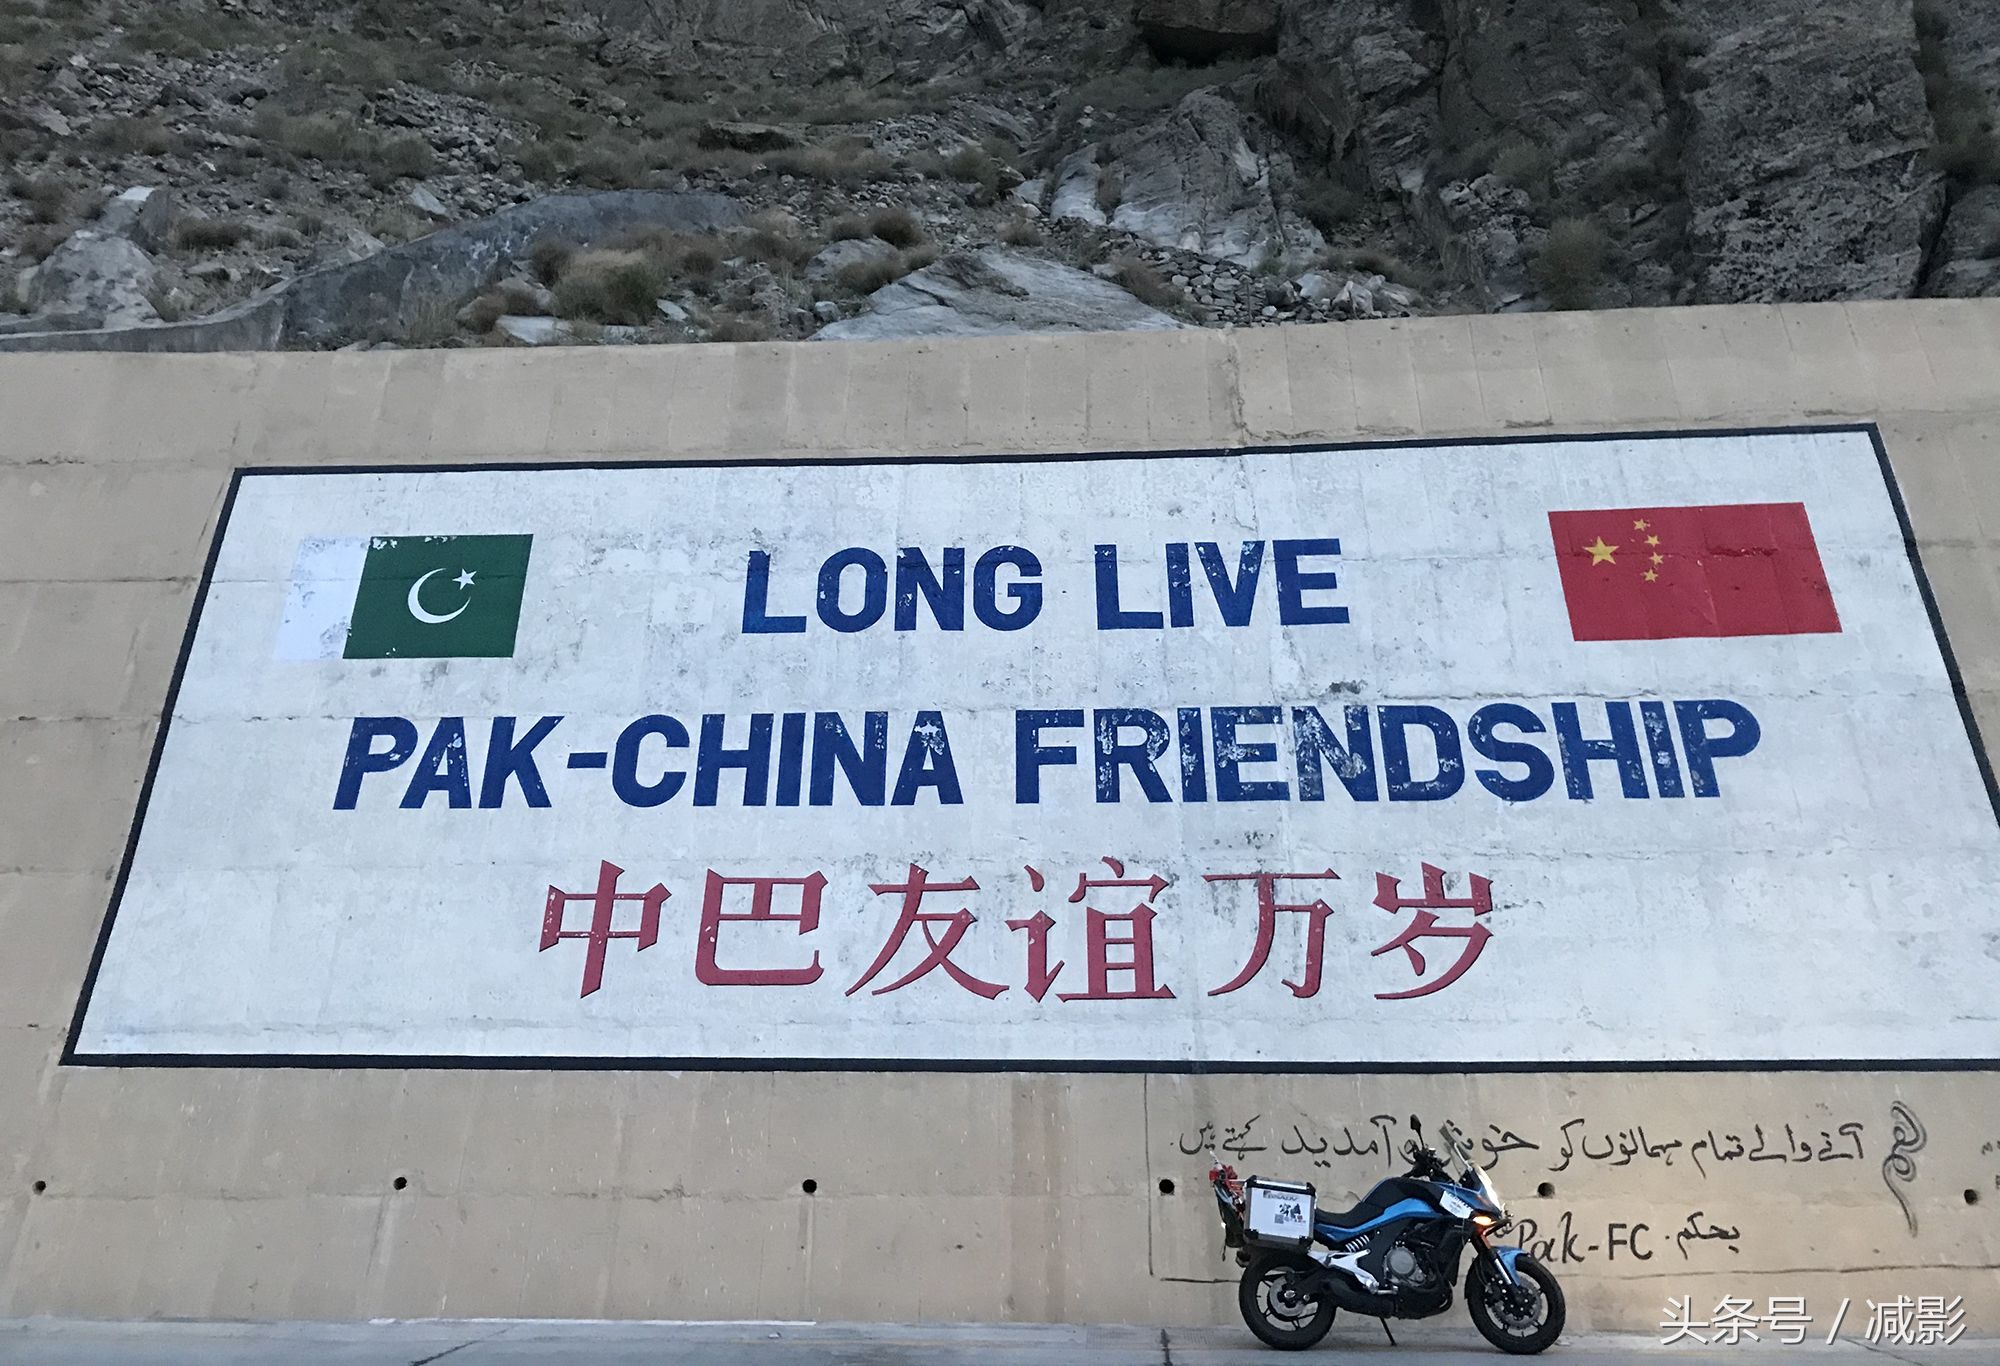 LONG LIVE
PAK-CHINA FRIENDSHIP
中巴友谊万岁
آنے والے تمام مہمانوں کو خوش آمدید کہتے ہیں.
بحکم. Pak-FC
头条号 / 减影